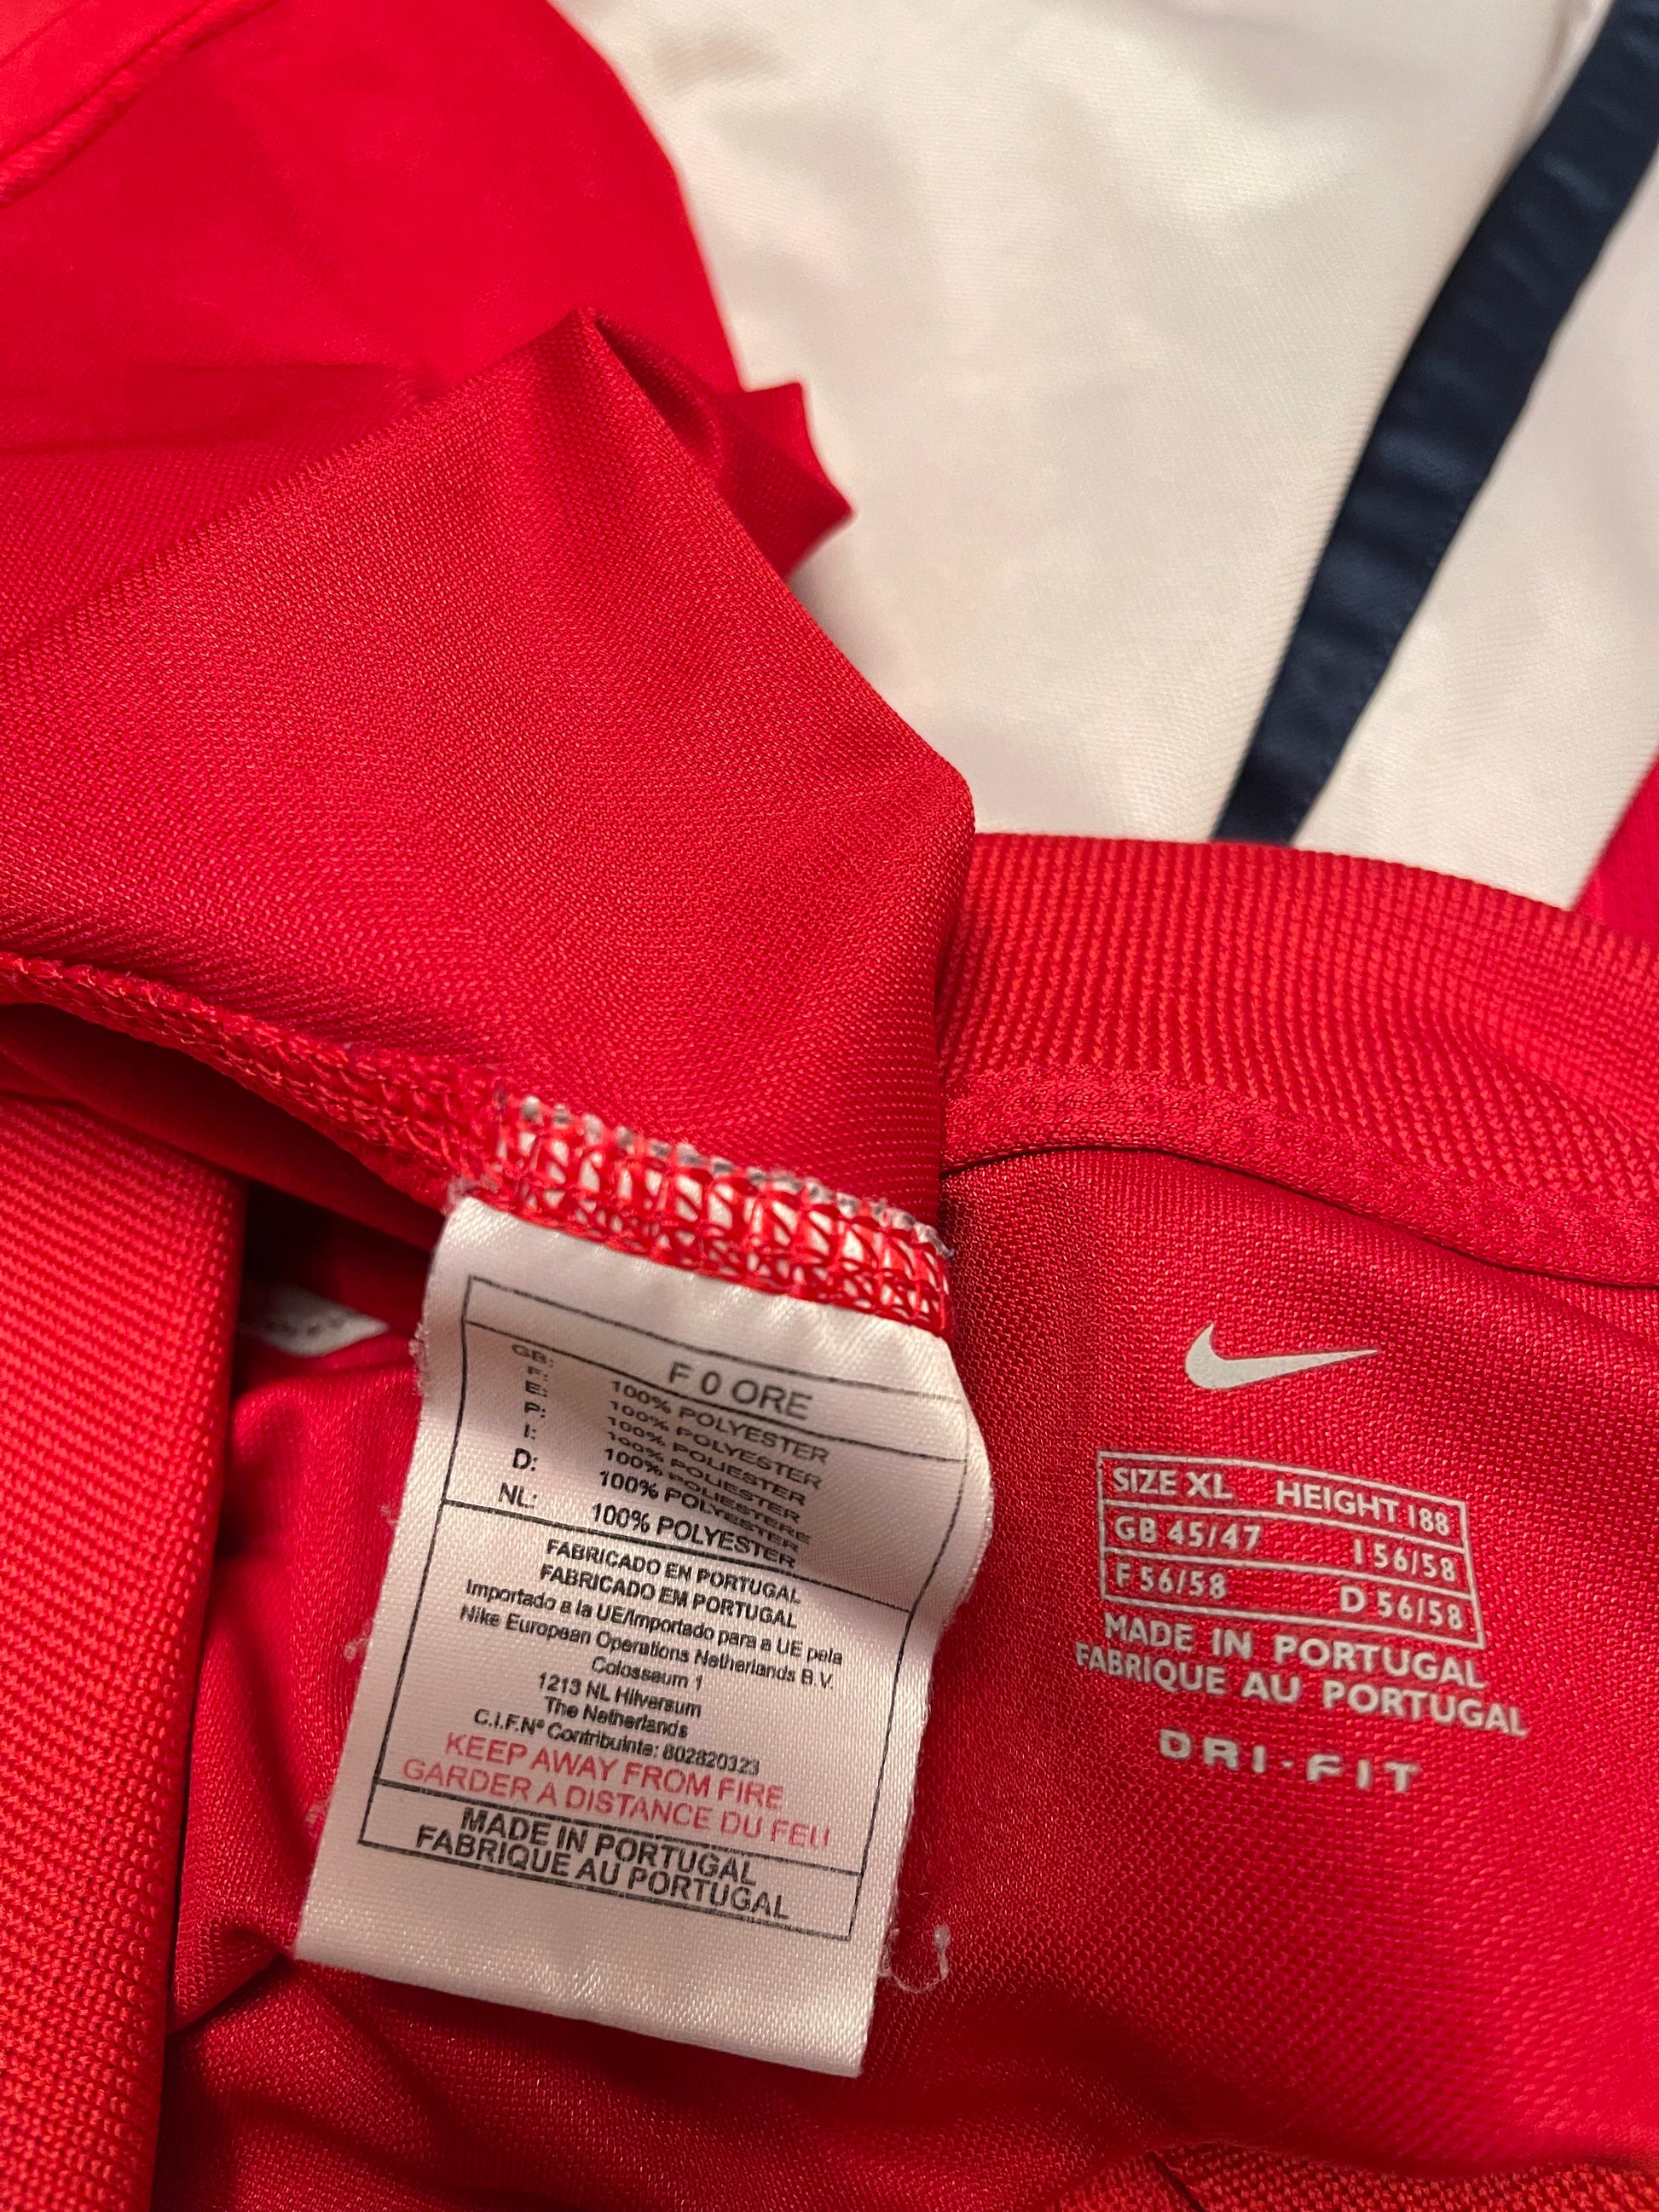 F 0 ORE
GB: 100% POLYESTER
F: 100% POLYESTER
E: 100% POLIESTER
P: 100% POLIESTER
I: 100% POLIESTERE
D: 100% POLYESTER
NL: 100% POLYESTER
FABRICADO EN PORTUGAL
FABRICADO EM PORTUGAL
Importado a la UE/Importado para a UE pela
Nike European Operations Netherlands B.V.
Colosseum 1
1213 NL Hilversum
The Netherlands
C.I.F.Nº Contribuinte: 802820323
KEEP AWAY FROM FIRE
GARDER A DISTANCE DU FEU
MADE IN PORTUGAL
FABRIQUE AU PORTUGAL
SIZE XL HEIGHT 188
GB 45/47 I 56/58
F 56/58 D 56/58
MADE IN PORTUGAL
FABRIQUE AU PORTUGAL
DRI-FIT